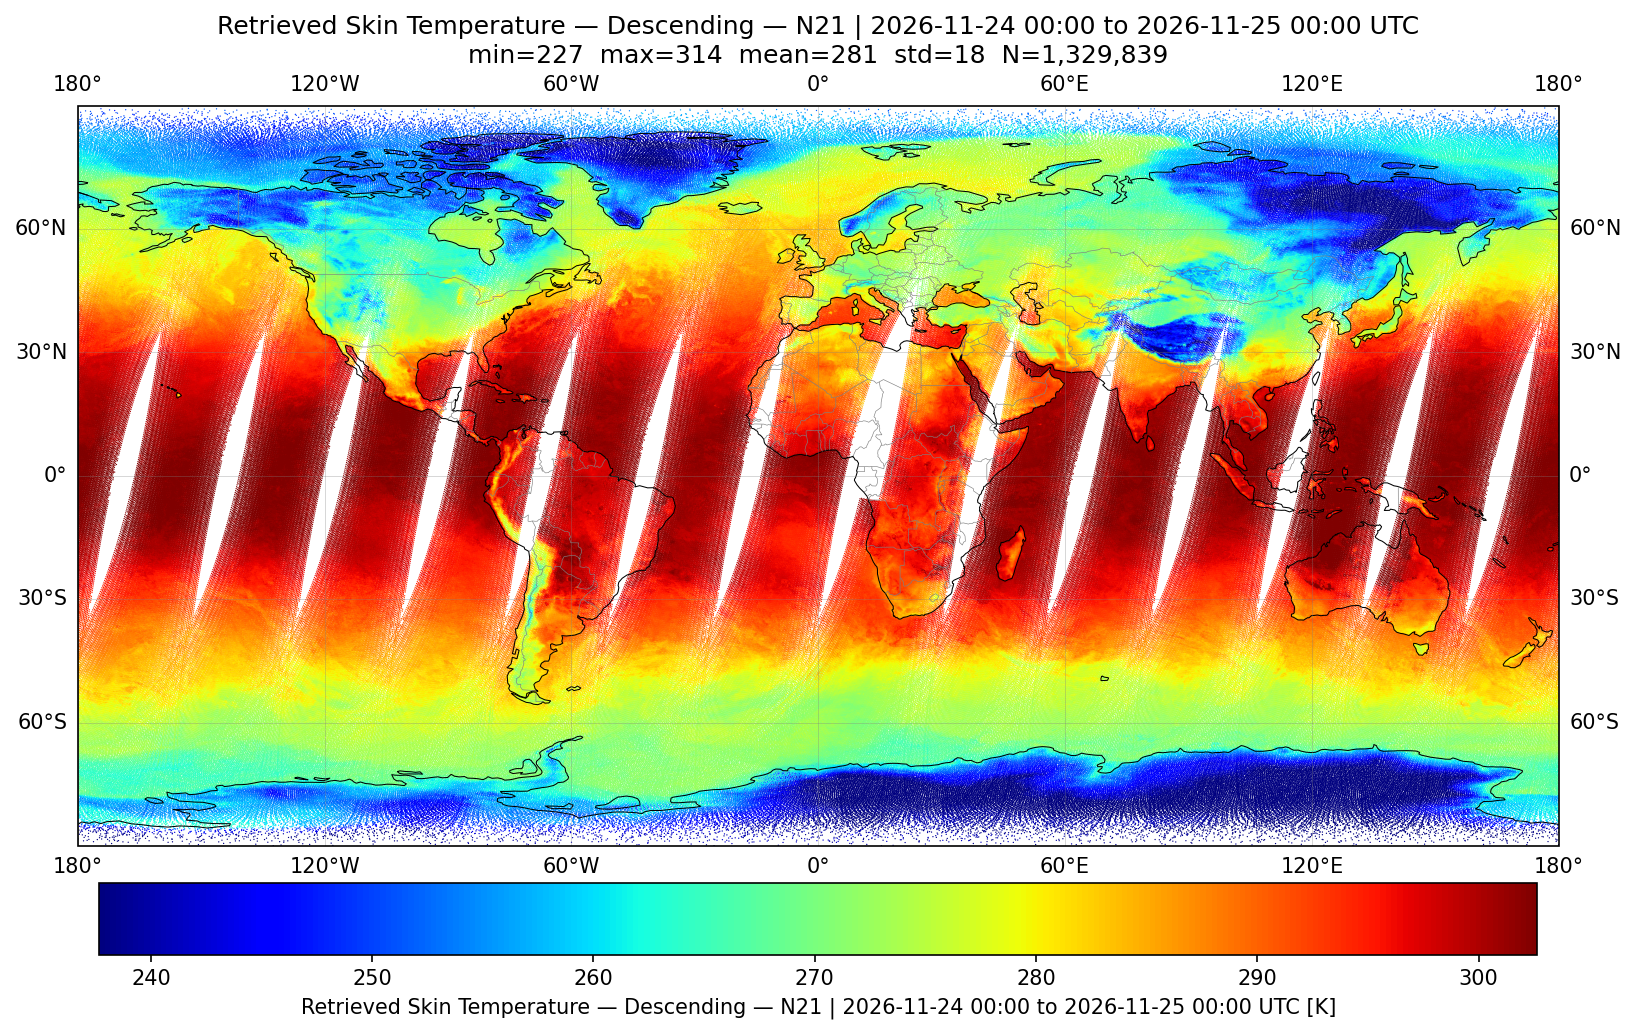 Retrieved Skin Temperature — Descending — N21 | 2026-11-24 00:00 to 2026-11-25 00:00 UTC
min=227 max=314 mean=281 std=18 N=1,329,839
180° 120°W 60°W 0° 60°E 120°E 180°
60°N 60°N
30°N 30°N
0° 0°
30°S 30°S
60°S 60°S
180° 120°W 60°W 0° 60°E 120°E 180°
240 250 260 270 280 290 300
Retrieved Skin Temperature — Descending — N21 | 2026-11-24 00:00 to 2026-11-25 00:00 UTC [K]